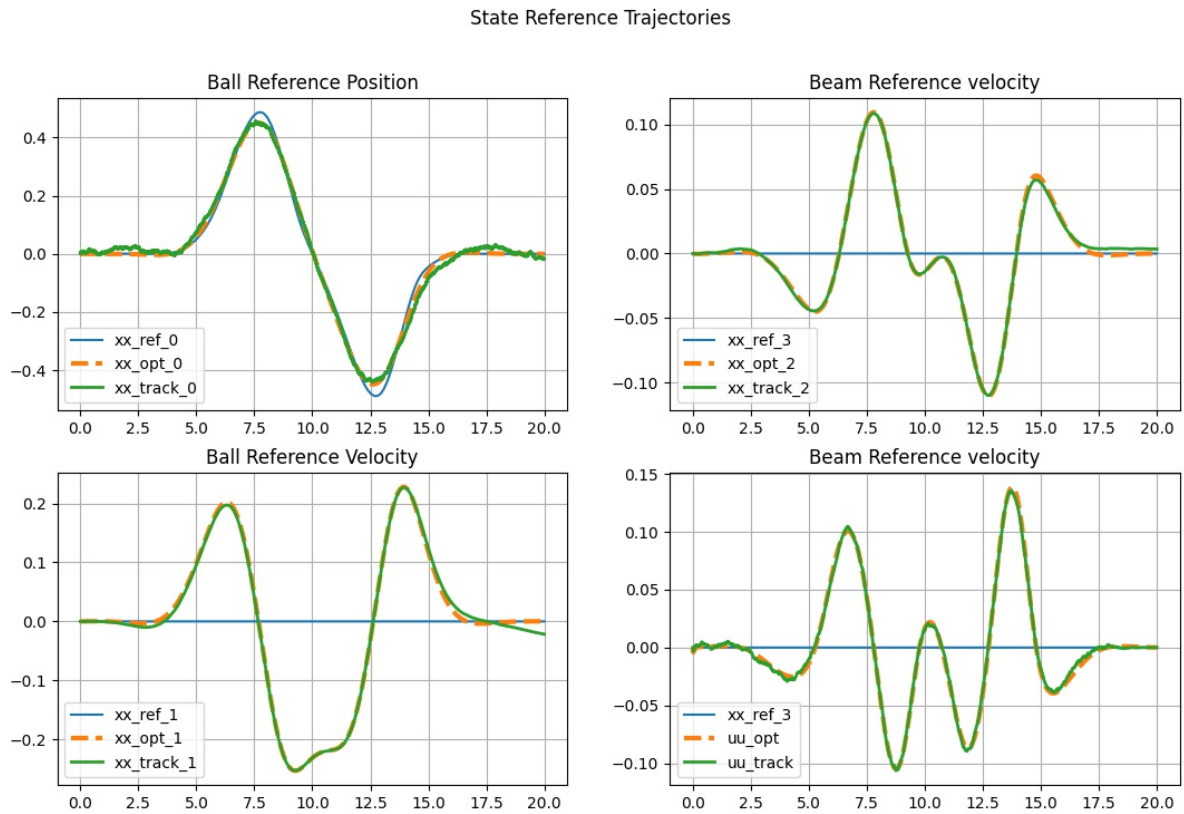 State Reference Trajectories
Ball Reference Position
0.4
0.2
0.0
−0.2
−0.4
xx_ref_0
xx_opt_0
xx_track_0
0.0 2.5 5.0 7.5 10.0 12.5 15.0 17.5 20.0
Beam Reference velocity
0.10
0.05
0.00
−0.05
−0.10
xx_ref_3
xx_opt_2
xx_track_2
0.0 2.5 5.0 7.5 10.0 12.5 15.0 17.5 20.0
Ball Reference Velocity
0.2
0.1
0.0
−0.1
−0.2
xx_ref_1
xx_opt_1
xx_track_1
0.0 2.5 5.0 7.5 10.0 12.5 15.0 17.5 20.0
Beam Reference velocity
0.15
0.10
0.05
0.00
−0.05
−0.10
xx_ref_3
uu_opt
uu_track
0.0 2.5 5.0 7.5 10.0 12.5 15.0 17.5 20.0